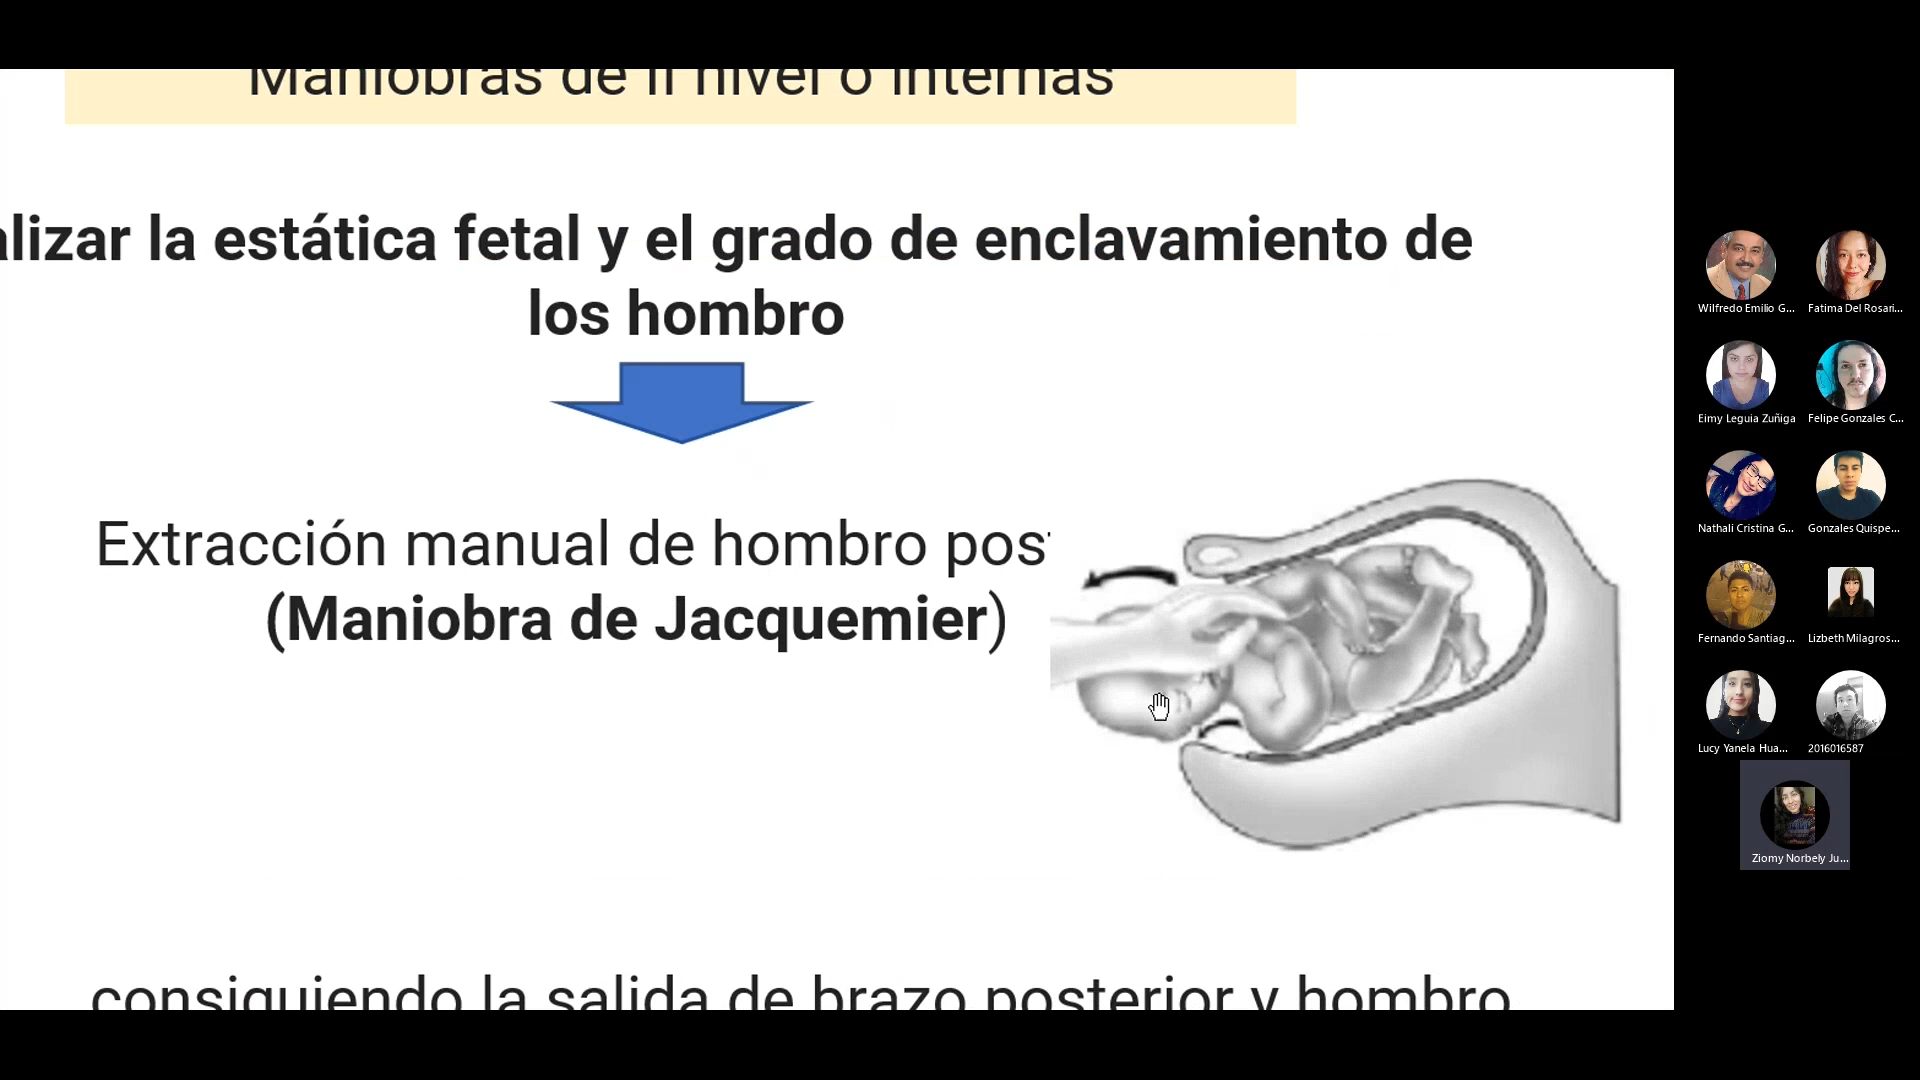 Maniobras de II nivel o internas
alizar la estática fetal y el grado de enclavamiento de
los hombro
Extracción manual de hombro post
(Maniobra de Jacquemier)
consiguiendo la salida de brazo posterior y hombro
Wilfredo Emilio G...
Fatima Del Rosari...
Eimy Leguia Zuñiga
Felipe Gonzales C...
Nathali Cristina G...
Gonzales Quispe...
Fernando Santiag...
Lizbeth Milagros...
Lucy Yanela Hua...
2016016587
Ziomy Norbely Ju...